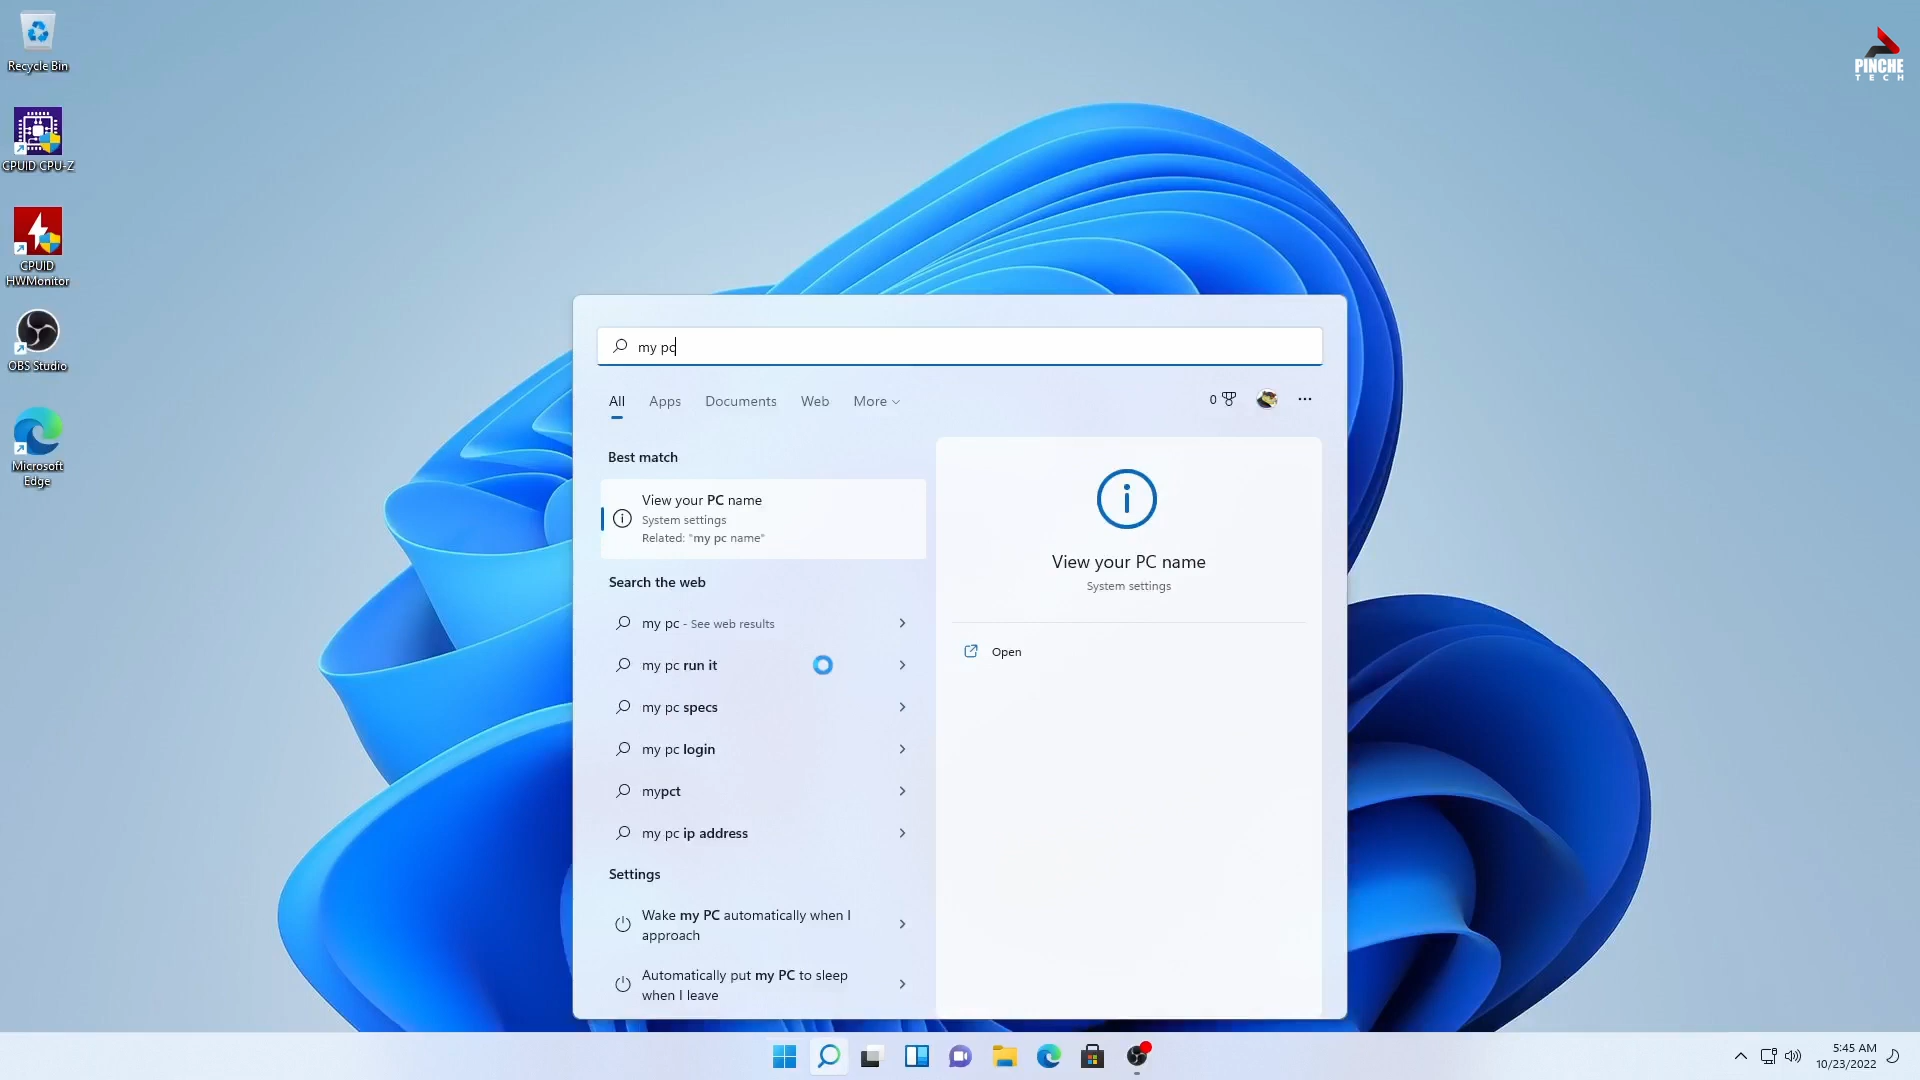 Recycle Bin
CPUID CPU-Z
CPUID
HWMonitor
OBS Studio
Microsoft
Edge
PINCHE
TECH
my pc
All
Apps
Documents
Web
More
0
Best match
View your PC name
System settings
Related: "my pc name"
Search the web
my pc - See web results
my pc run it
my pc specs
my pc login
mypct
my pc ip address
Settings
Wake my PC automatically when I
approach
Automatically put my PC to sleep
when I leave
View your PC name
System settings
Open
5:45 AM
10/23/2022